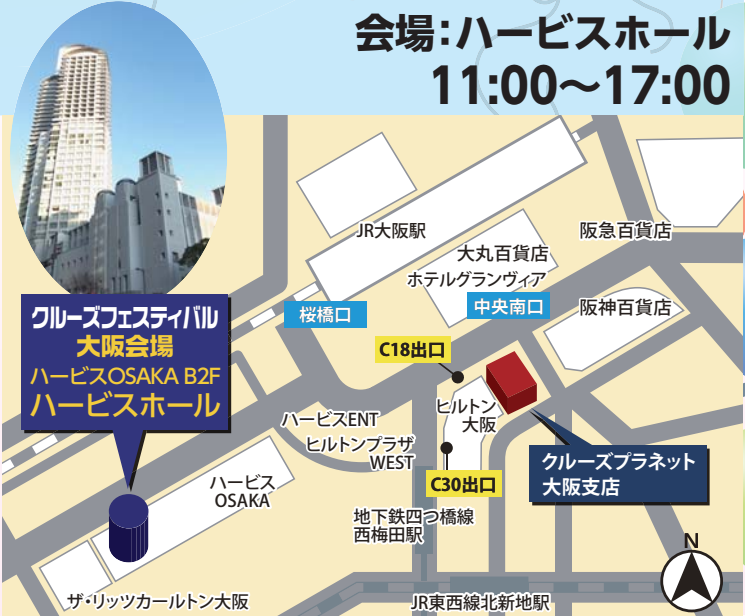 会場：ハービスホール
11:00〜17:00
JR大阪駅
阪急百貨店
大丸百貨店
ホテルグランヴィア
桜橋口
中央南口
阪神百貨店
クルーズフェスティバル
大阪会場
ハービスOSAKA B2F
ハービスホール
C18出口
ヒルトン
大阪
ハービスENT
ヒルトンプラザ
WEST
クルーズプラネット
大阪支店
C30出口
ハービス
OSAKA
地下鉄四つ橋線
西梅田駅
N
ザ・リッツカールトン大阪
JR東西線北新地駅